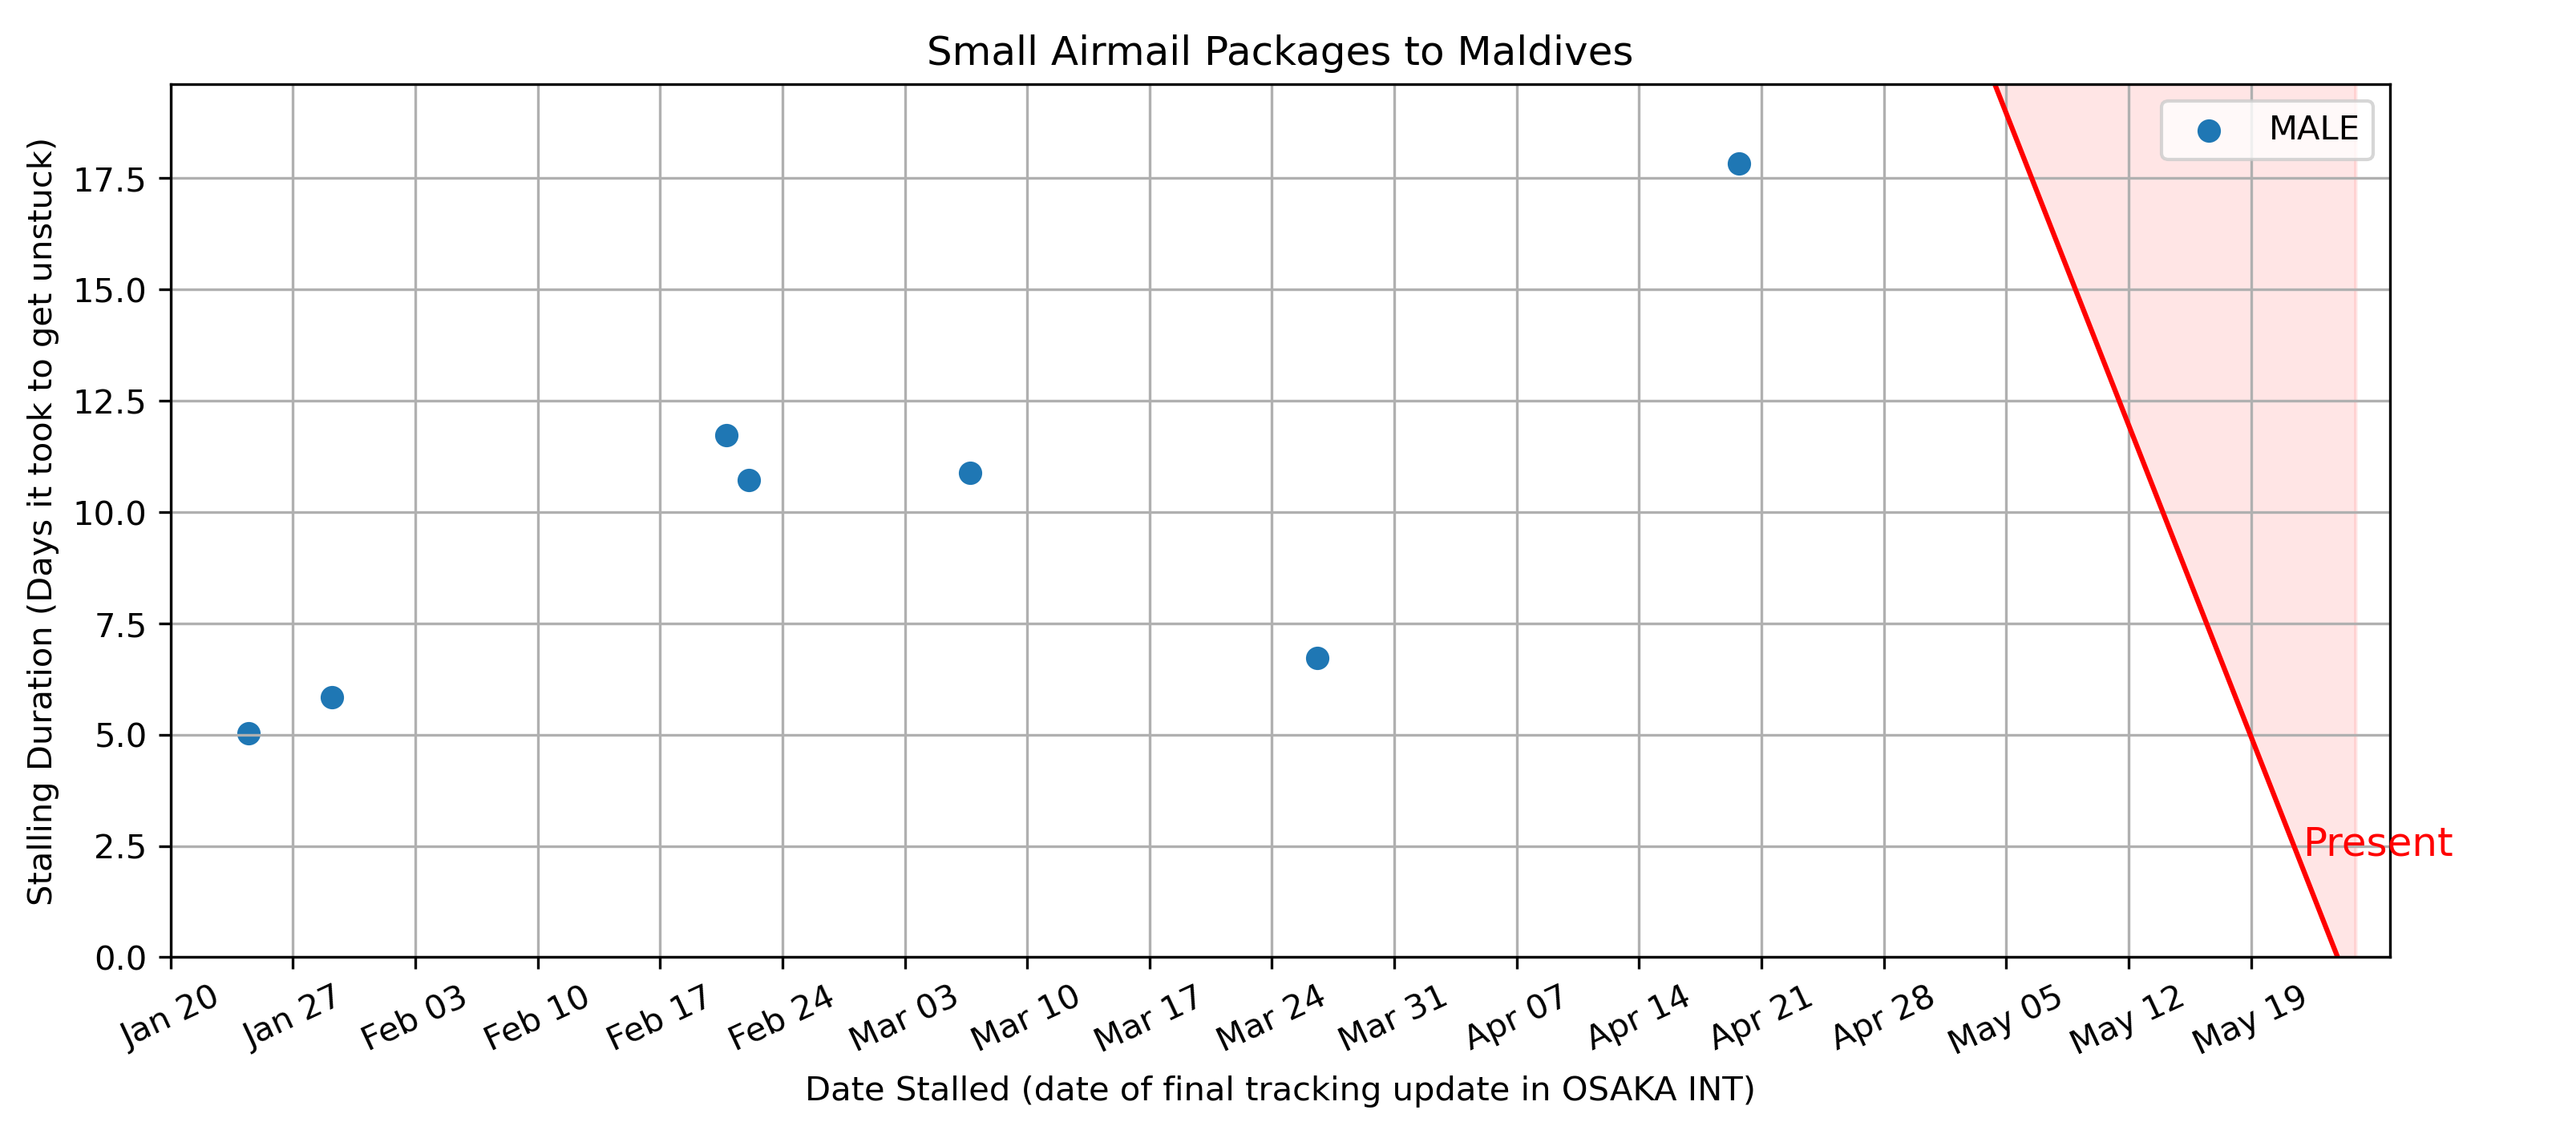 Small Airmail Packages to Maldives
MALE
Stalling Duration (Days it took to get unstuck)
17.5
15.0
12.5
10.0
7.5
5.0
2.5
0.0
Present
Jan 20
Jan 27
Feb 03
Feb 10
Feb 17
Feb 24
Mar 03
Mar 10
Mar 17
Mar 24
Mar 31
Apr 07
Apr 14
Apr 21
Apr 28
May 05
May 12
May 19
Date Stalled (date of final tracking update in OSAKA INT)